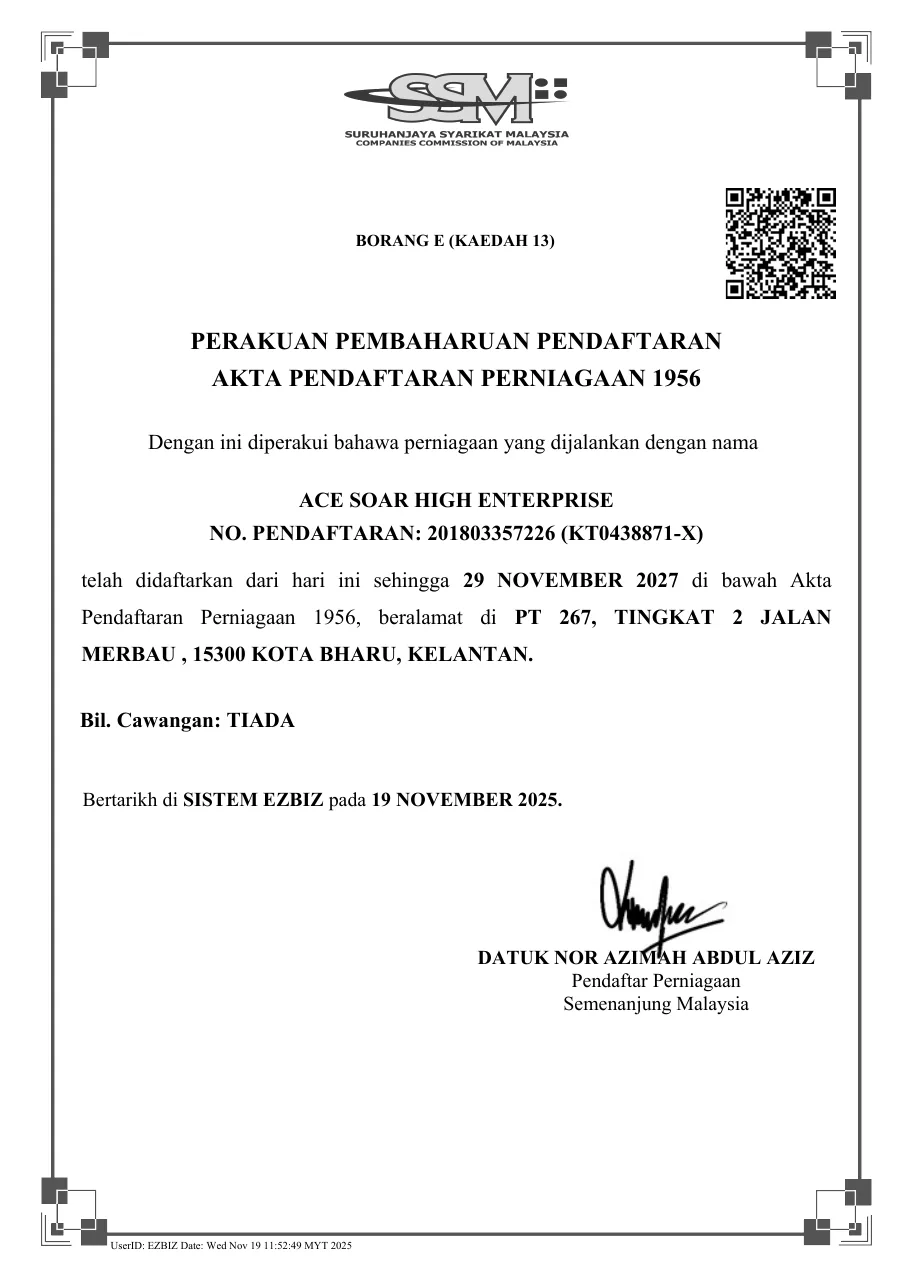 SSM
SURUHANJAYA SYARIKAT MALAYSIA
COMPANIES COMMISSION OF MALAYSIA
BORANG E (KAEDAH 13)
PERAKUAN PEMBAHARUAN PENDAFTARAN
AKTA PENDAFTARAN PERNIAGAAN 1956
Dengan ini diperakui bahawa perniagaan yang dijalankan dengan nama
ACE SOAR HIGH ENTERPRISE
NO. PENDAFTARAN: 201803357226 (KT0438871-X)
telah didaftarkan dari hari ini sehingga 29 NOVEMBER 2027 di bawah Akta
Pendaftaran Perniagaan 1956, beralamat di PT 267, TINGKAT 2 JALAN
MERBAU , 15300 KOTA BHARU, KELANTAN.
Bil. Cawangan: TIADA
Bertarikh di SISTEM EZBIZ pada 19 NOVEMBER 2025.
DATUK NOR AZIMAH ABDUL AZIZ
Pendaftar Perniagaan
Semenanjung Malaysia
UserID: EZBIZ Date: Wed Nov 19 11:52:49 MYT 2025